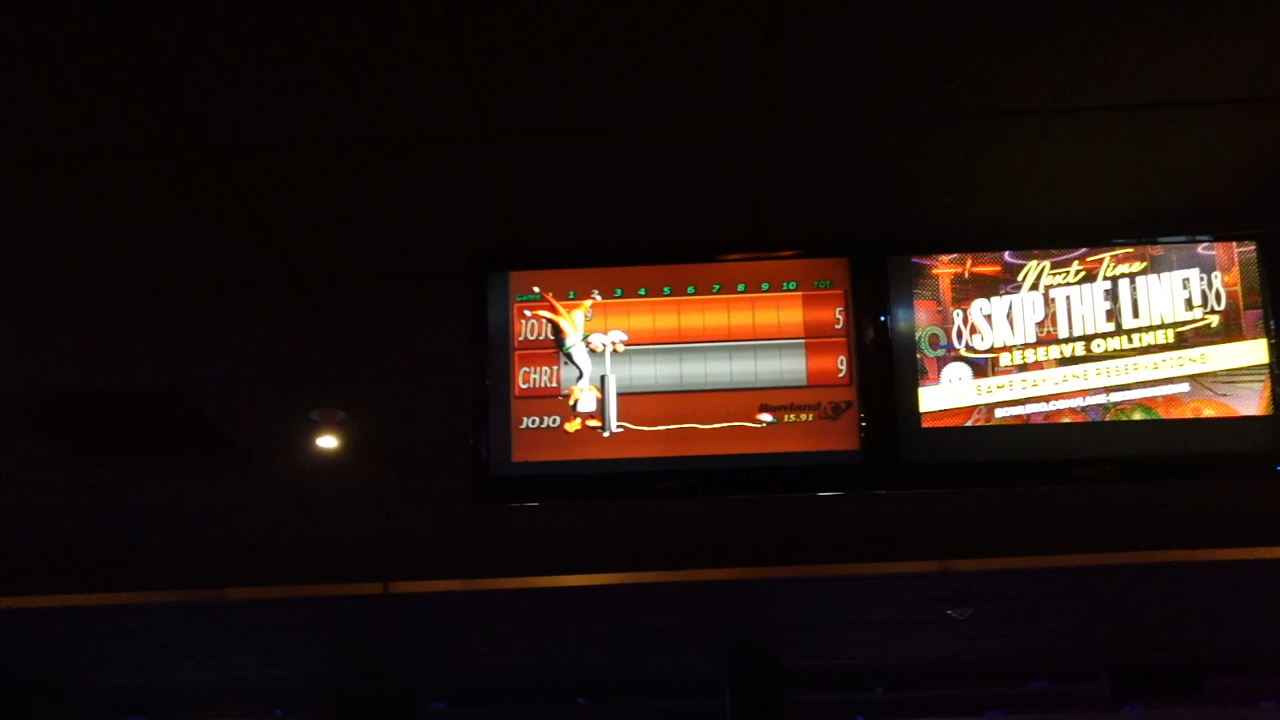 Game 1 2 3 4 5 6 7 8 9 10 TOT
JOJO 5
CHRI 9
JOJO
15.91
Next Time
SKIP THE LINE!
RESERVE ONLINE!
SAME DAY LANE RESERVATIONS